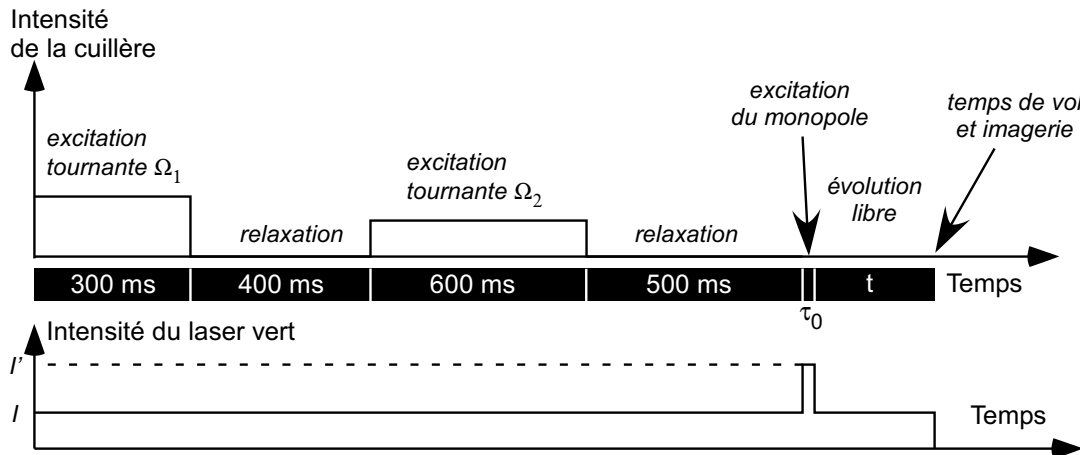 Intensité
de la cuillère
excitation
tournante Ω1
relaxation
excitation
tournante Ω2
relaxation
excitation
du monopole
évolution
libre
temps de vol
et imagerie
300 ms
400 ms
600 ms
500 ms
τ0
t
Temps
Intensité du laser vert
I'
I
Temps